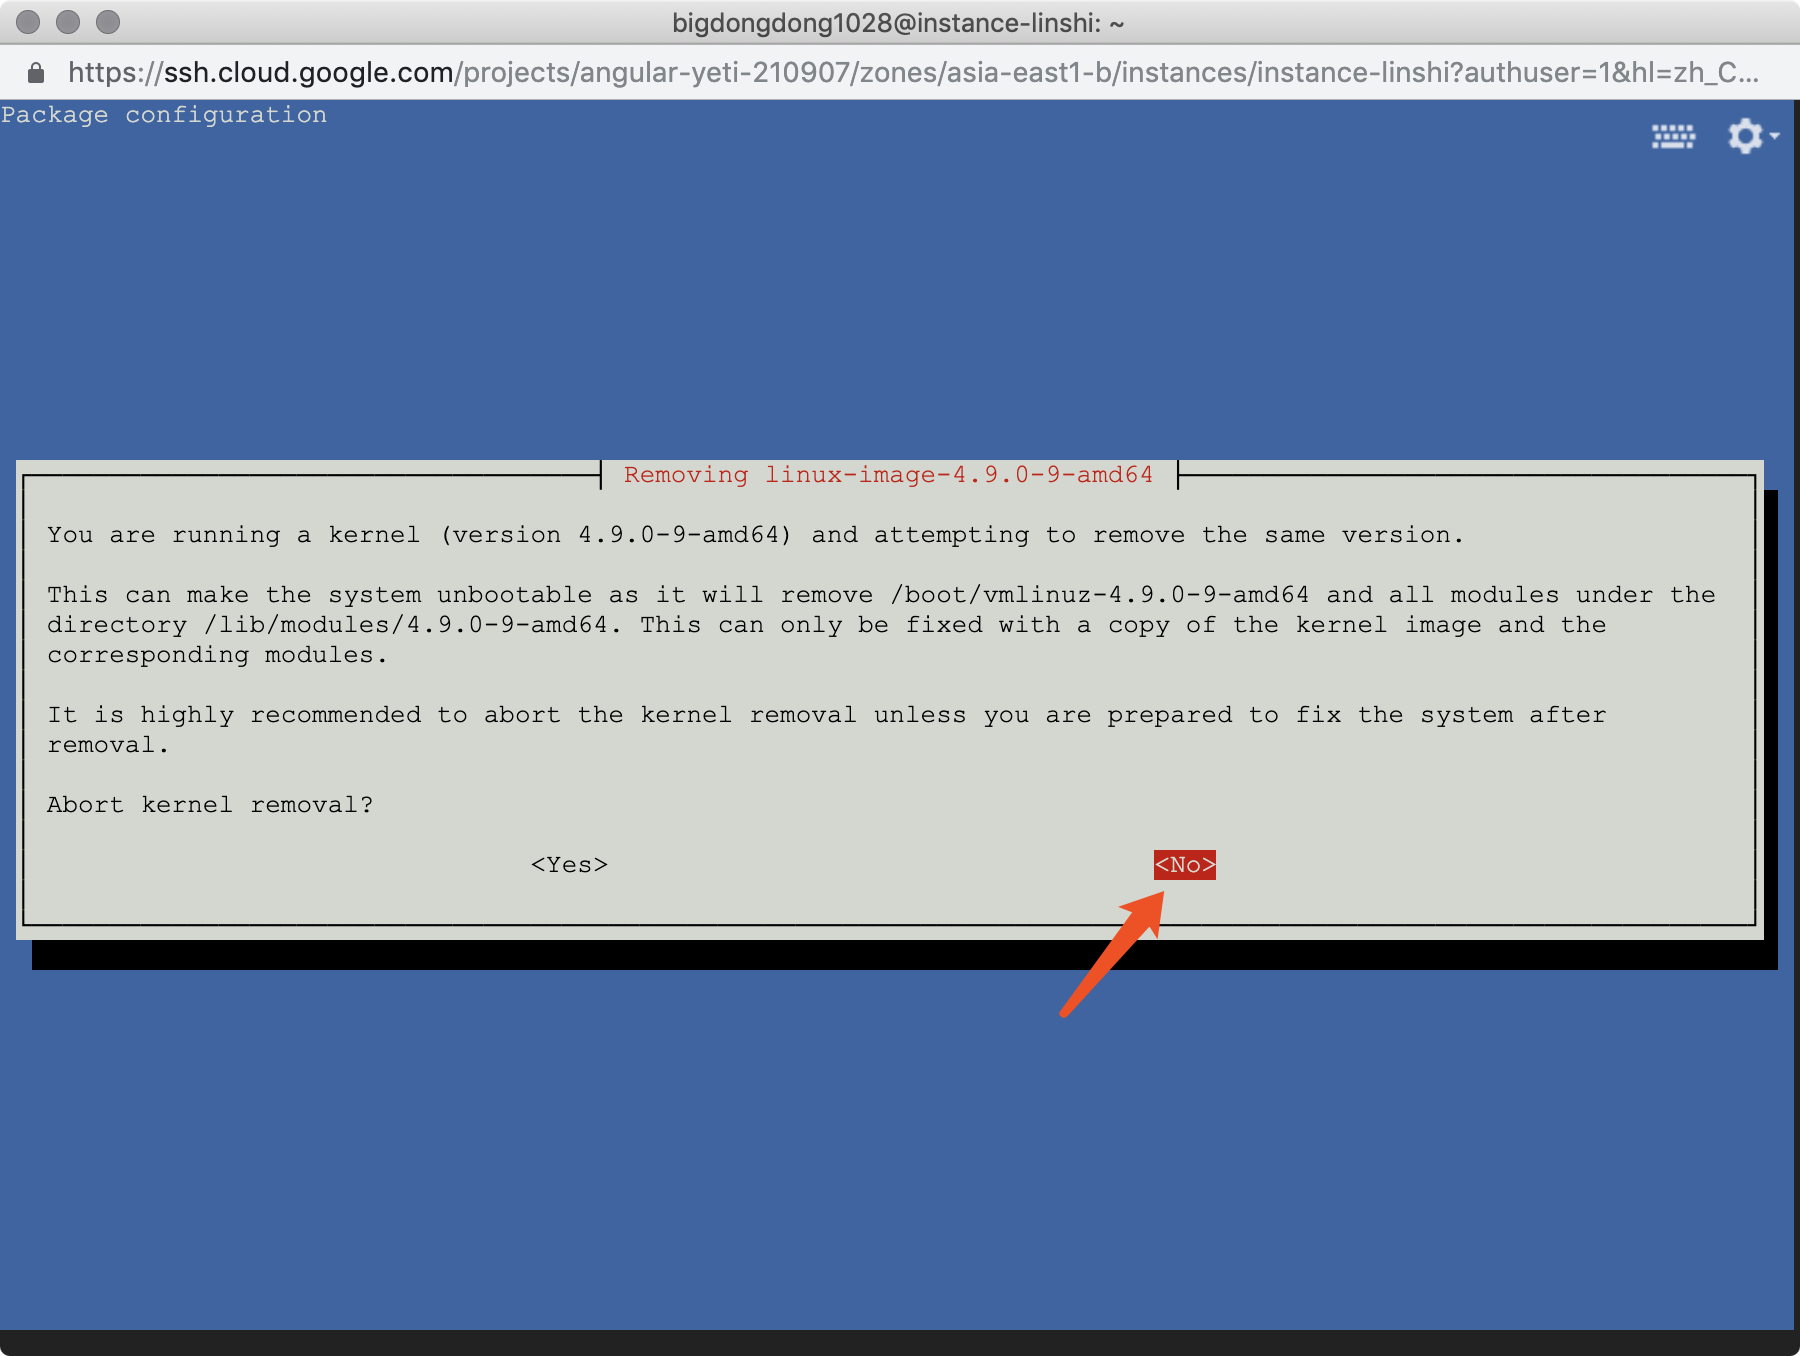 bigdongdong1028@instance-linshi: ~
https://ssh.cloud.google.com/projects/angular-yeti-210907/zones/asia-east1-b/instances/instance-linshi?authuser=1&hl=zh_C...
Package configuration
Removing linux-image-4.9.0-9-amd64
You are running a kernel (version 4.9.0-9-amd64) and attempting to remove the same version.
This can make the system unbootable as it will remove /boot/vmlinuz-4.9.0-9-amd64 and all modules under the
directory /lib/modules/4.9.0-9-amd64. This can only be fixed with a copy of the kernel image and the
corresponding modules.
It is highly recommended to abort the kernel removal unless you are prepared to fix the system after
removal.
Abort kernel removal?
<Yes> <No>